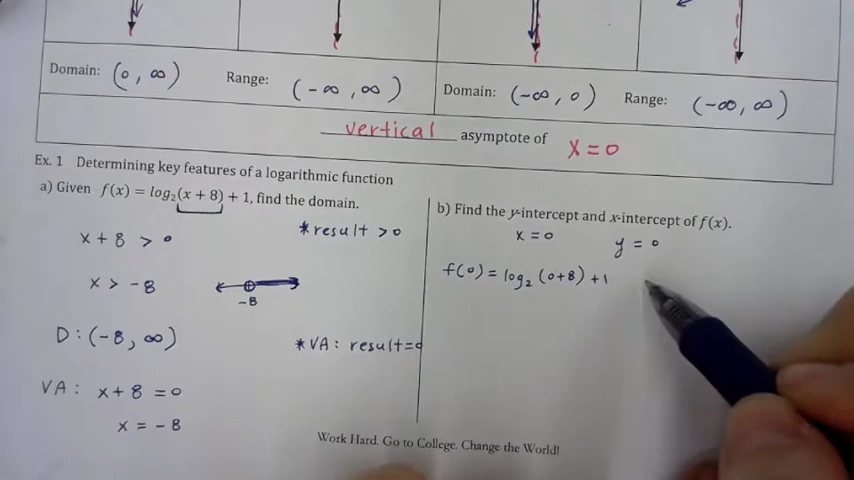 Domain: (0, ∞) Range: (-∞, ∞) Domain: (-∞, 0) Range: (-∞, ∞)
vertical asymptote of x = 0
Ex. 1 Determining key features of a logarithmic function
a) Given f(x) = log₂(x + 8) + 1, find the domain.
x + 8 > 0
*result > 0
x > -8
-8
D: (-8, ∞)
*VA: result=0
VA: x + 8 = 0
x = -8
b) Find the y-intercept and x-intercept of f(x).
x = 0 y = 0
f(0) = log₂ (0+8) + 1
Work Hard. Go to College. Change the World!